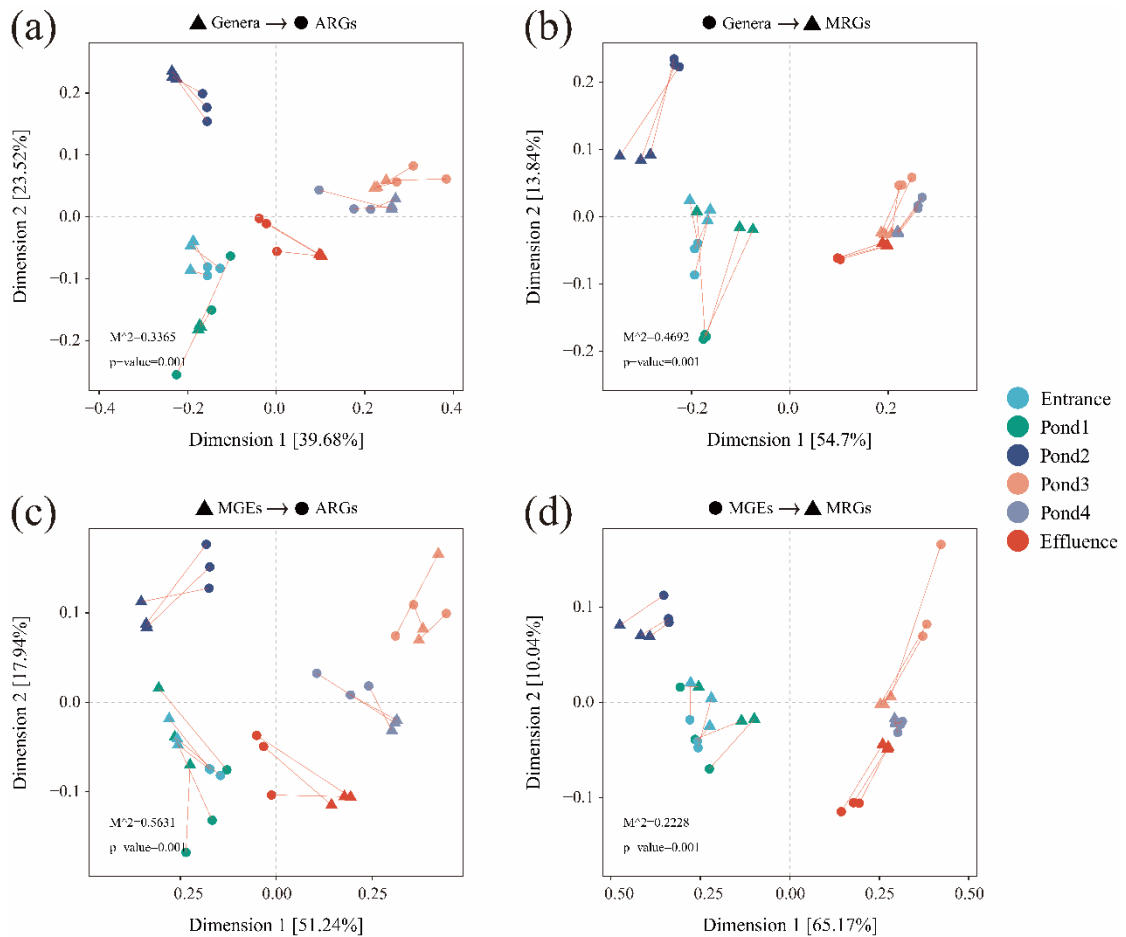 (a)
▲ Genera → ● ARGs
Dimension 2 [23.52%]
0.2
0.1
0.0
−0.1
−0.2
M^2=0.3365
p−value=0.001
−0.4
−0.2
0.0
0.2
0.4
Dimension 1 [39.68%]
(b)
● Genera → ▲ MRGs
Dimension 2 [13.84%]
0.2
0.1
0.0
−0.1
−0.2
M^2=0.4692
p−value=0.001
−0.2
0.0
0.2
Dimension 1 [54.7%]
Entrance
Pond1
Pond2
Pond3
Pond4
Effluence
(c)
▲ MGEs → ● ARGs
Dimension 2 [17.94%]
0.1
0.0
−0.1
M^2=0.5631
p value=0.001
0.25
0.00
0.25
Dimension 1 [51.24%]
(d)
● MGEs → ▲ MRGs
Dimension 2 [10.04%]
0.1
0.0
−0.1
M^2=0.2228
p value=0.001
0.50
0.25
0.00
0.25
0.50
Dimension 1 [65.17%]